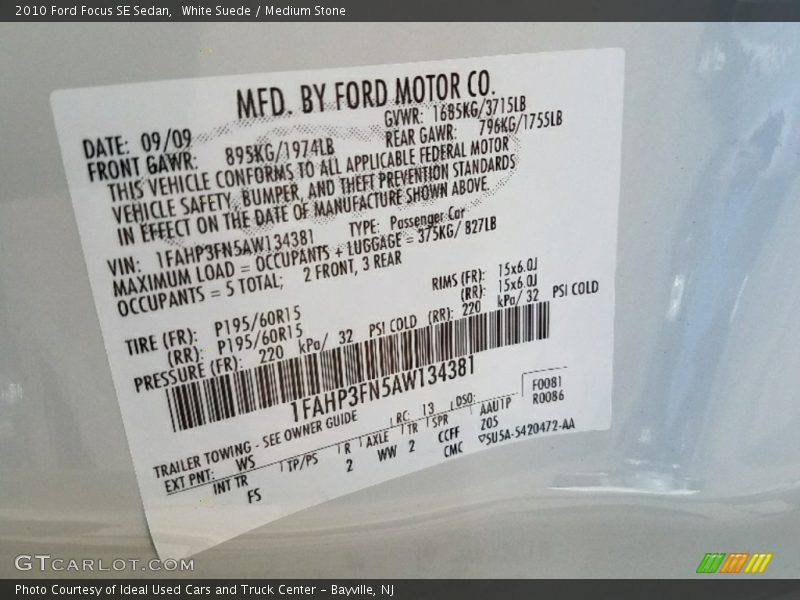 2010 Ford Focus SE Sedan, White Suede / Medium Stone
MFD. BY FORD MOTOR CO.
DATE: 09/09 GVWR: 1685KG/3715LB
FRONT GAWR: 895KG/1974LB REAR GAWR: 796KG/1755LB
THIS VEHICLE CONFORMS TO ALL APPLICABLE FEDERAL MOTOR
VEHICLE SAFETY, BUMPER, AND THEFT PREVENTION STANDARDS
IN EFFECT ON THE DATE OF MANUFACTURE SHOWN ABOVE.
VIN: 1FAHP3FN5AW134381 TYPE: Passenger Car
MAXIMUM LOAD = OCCUPANTS + LUGGAGE = 375KG/ 827LB
OCCUPANTS = 5 TOTAL; 2 FRONT, 3 REAR
TIRE (FR): P195/60R15 RIMS (FR): 15x6.0J
(RR): P195/60R15 (RR): 15x6.0J
PRESSURE (FR): 220 kPa/ 32 PSI COLD (RR): 220 kPa/ 32 PSI COLD
1FAHP3FN5AW134381
TRAILER TOWING - SEE OWNER GUIDE F0081
EXT PNT: WS RC: 13 DSO: R0086
INT TR TP/PS R AXLE TR SPR AAU1P
FS 2 WW 2 CCFF 205
CMC ▽5U5A-5420472-AA
GTCARLOT.COM
Photo Courtesy of Ideal Used Cars and Truck Center – Bayville, NJ